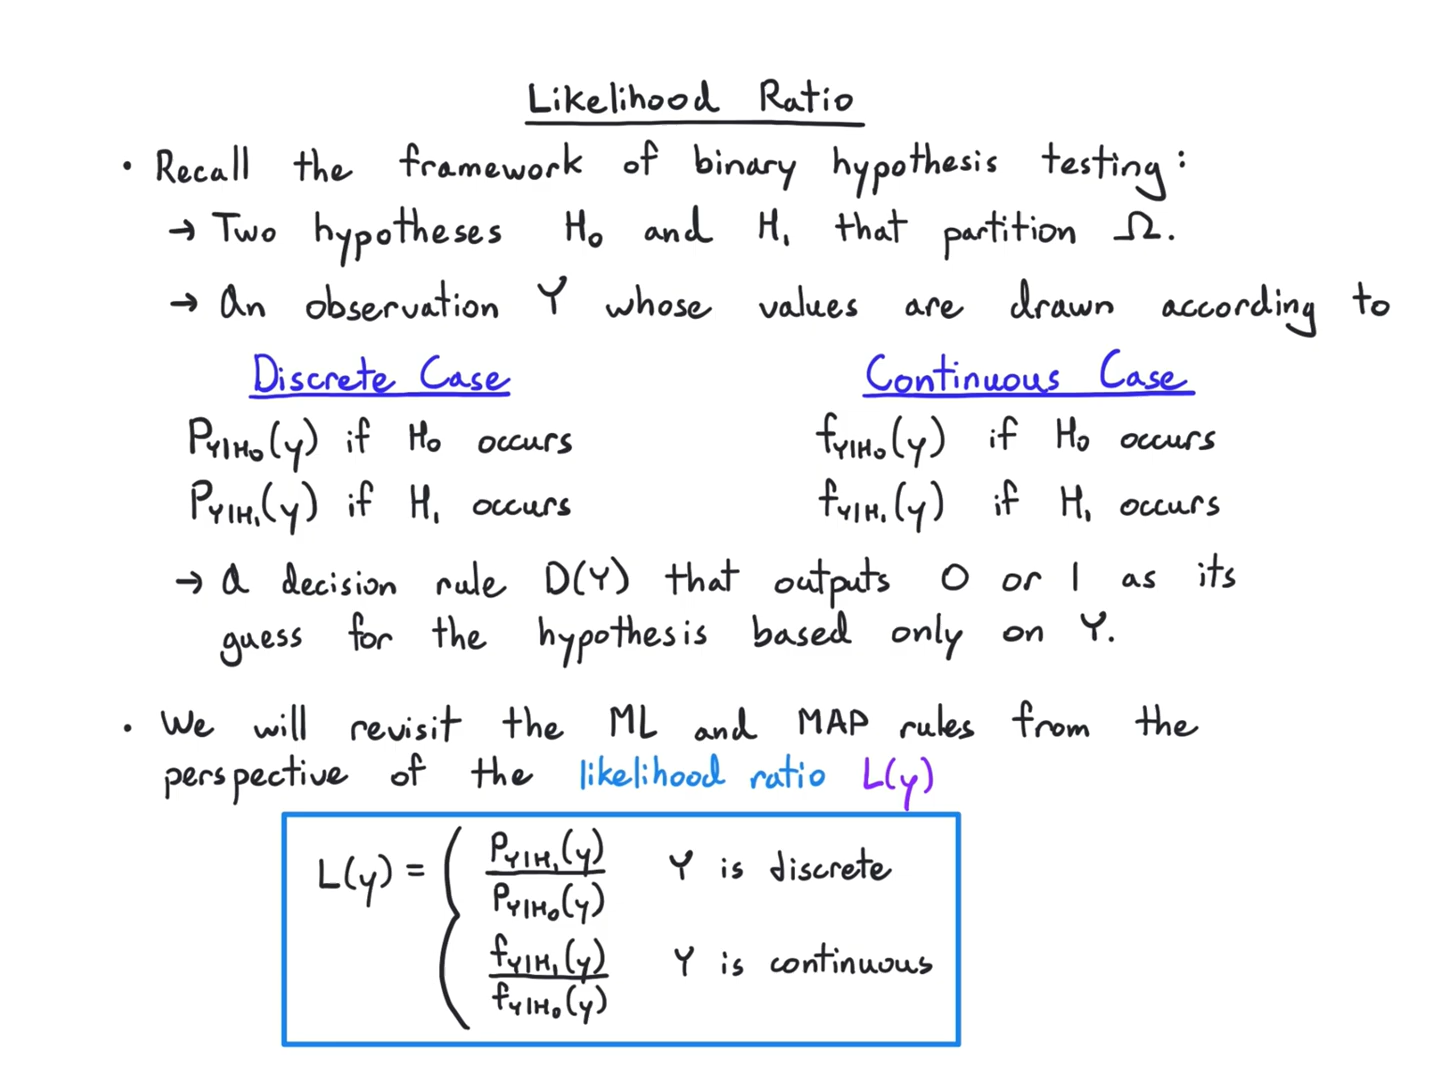 Likelihood Ratio
• Recall the framework of binary hypothesis testing:
→ Two hypotheses H₀ and H₁ that partition Ω.
→ An observation Y whose values are drawn according to
Discrete Case Continuous Case
P_{Y|H₀}(y) if H₀ occurs f_{Y|H₀}(y) if H₀ occurs
P_{Y|H₁}(y) if H₁ occurs f_{Y|H₁}(y) if H₁ occurs
→ A decision rule D(Y) that outputs 0 or 1 as its
guess for the hypothesis based only on Y.
• We will revisit the ML and MAP rules from the
perspective of the likelihood ratio L(y)
L(y) = { P_{Y|H₁}(y) / P_{Y|H₀}(y) Y is discrete
f_{Y|H₁}(y) / f_{Y|H₀}(y) Y is continuous